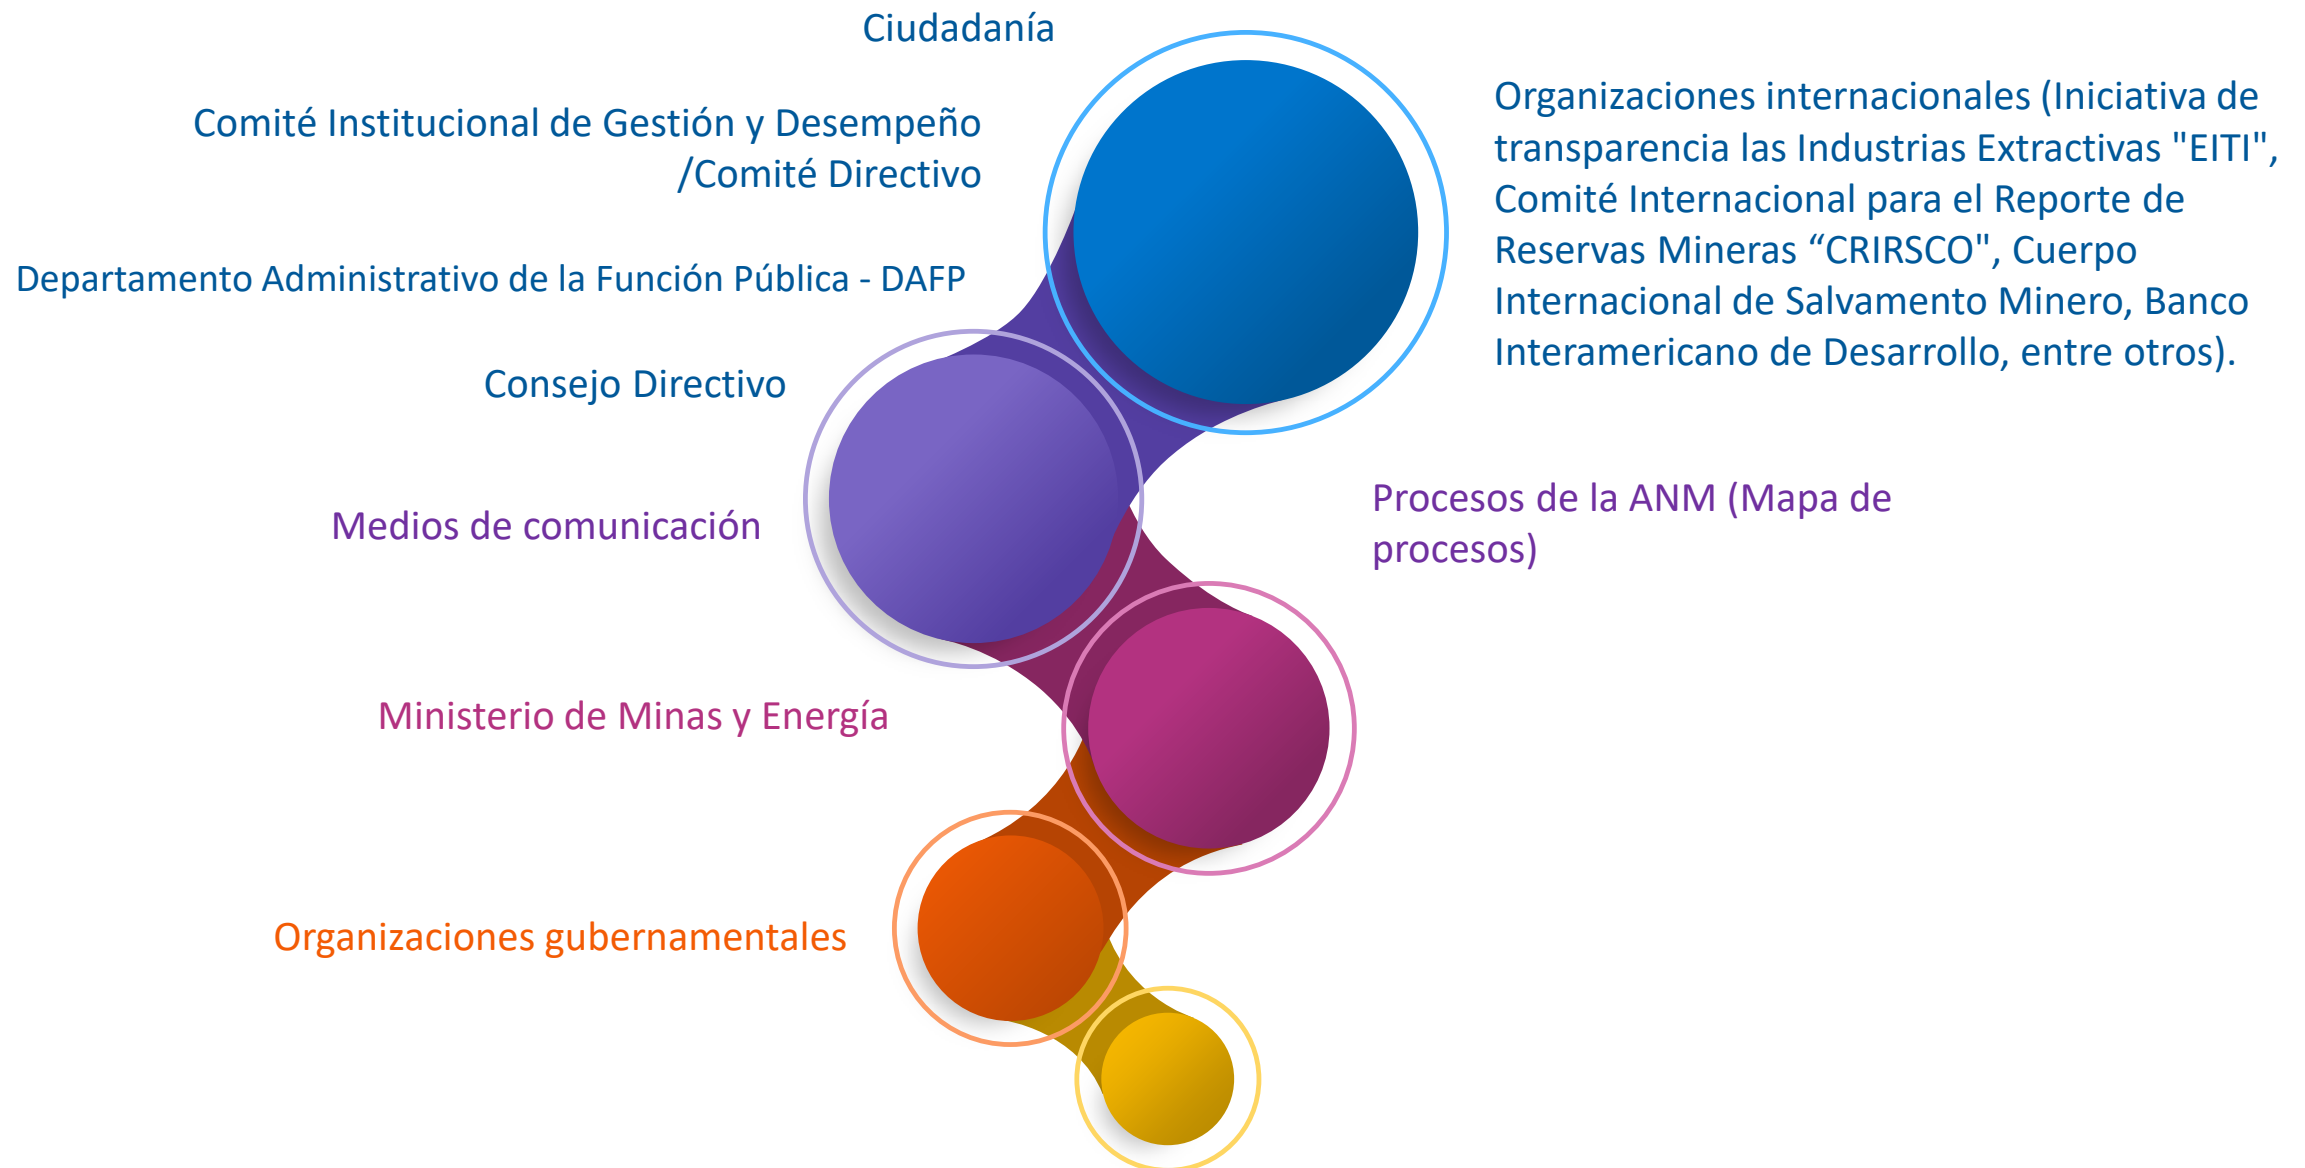 Ciudadanía
Comité Institucional de Gestión y Desempeño
/Comité Directivo
Departamento Administrativo de la Función Pública - DAFP
Consejo Directivo
Organizaciones internacionales (Iniciativa de
transparencia las Industrias Extractivas "EITI",
Comité Internacional para el Reporte de
Reservas Mineras “CRIRSCO", Cuerpo
Internacional de Salvamento Minero, Banco
Interamericano de Desarrollo, entre otros).
Medios de comunicación
Procesos de la ANM (Mapa de
procesos)
Ministerio de Minas y Energía
Organizaciones gubernamentales